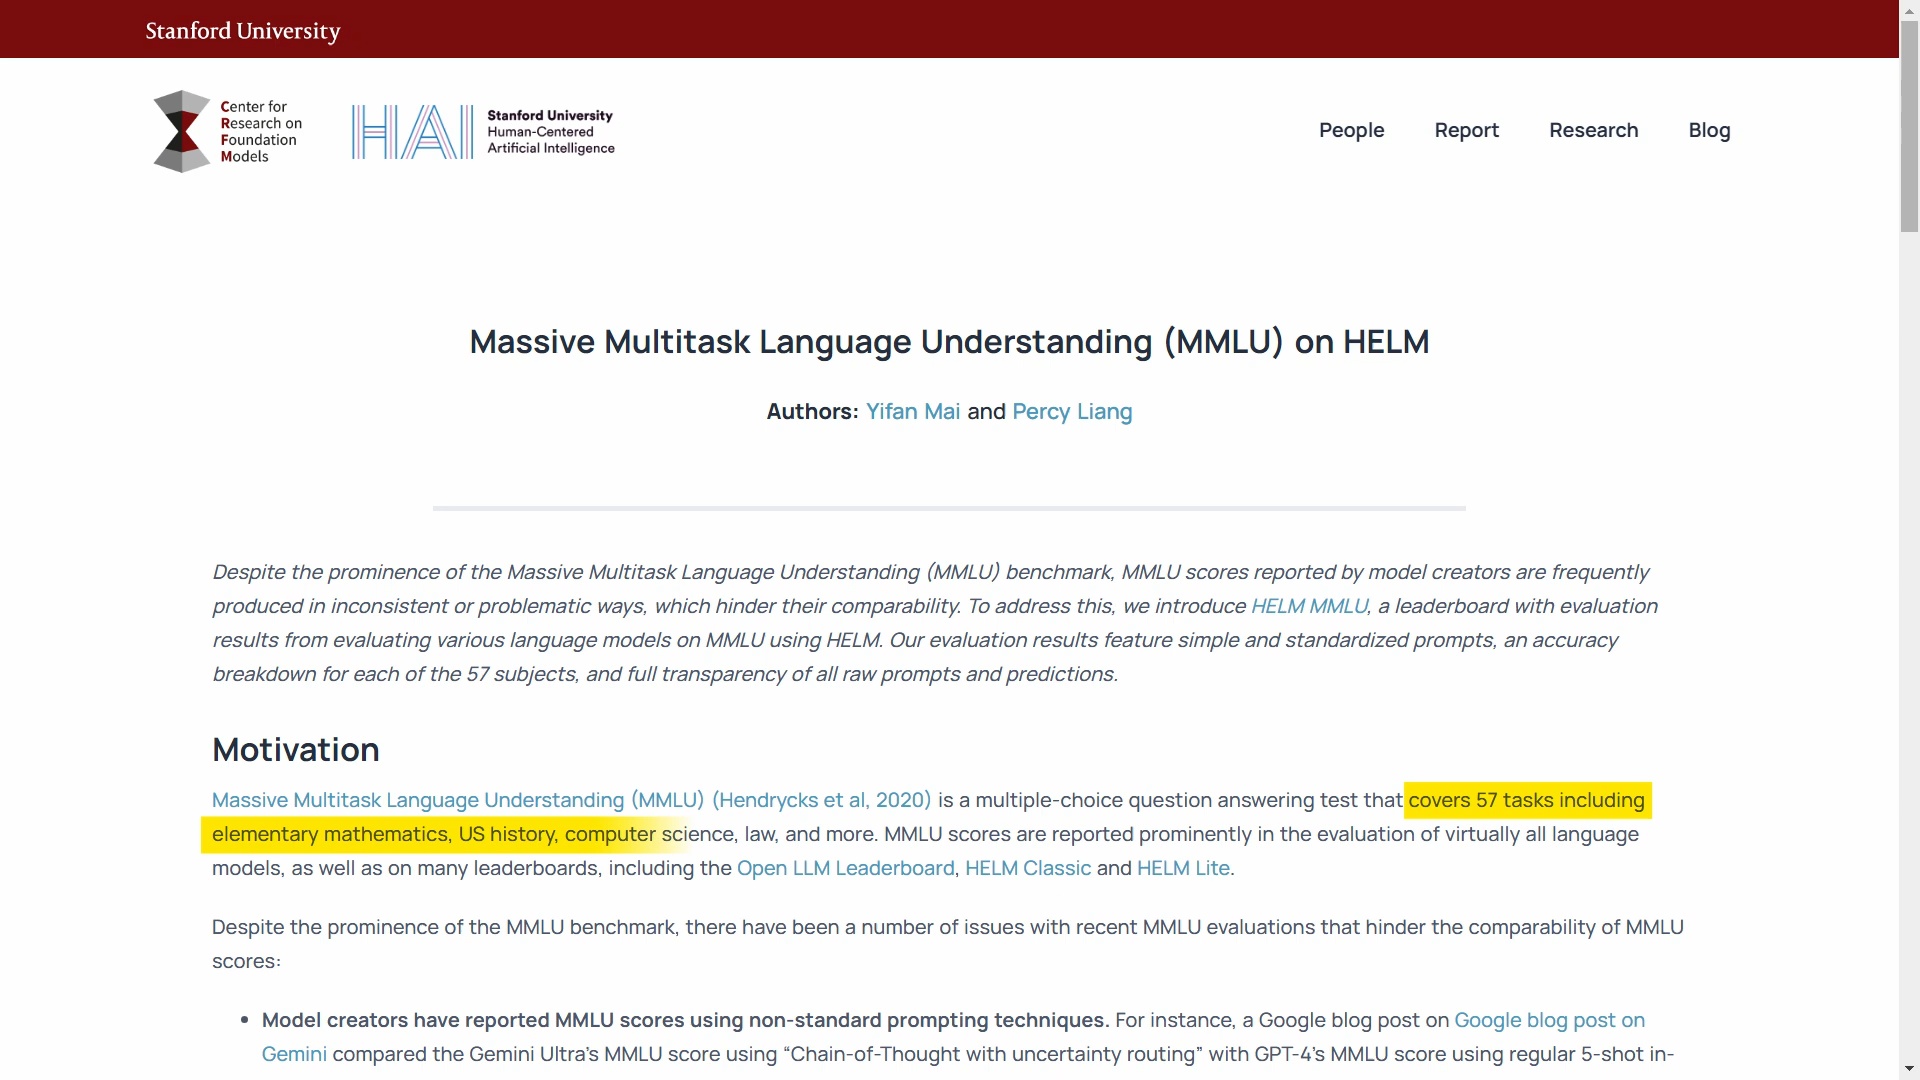 Stanford University
Center for
Research on
Foundation
Models
HAI
Stanford University
Human-Centered
Artificial Intelligence
People
Report
Research
Blog
Massive Multitask Language Understanding (MMLU) on HELM
Authors: Yifan Mai and Percy Liang
Despite the prominence of the Massive Multitask Language Understanding (MMLU) benchmark, MMLU scores reported by model creators are frequently
produced in inconsistent or problematic ways, which hinder their comparability. To address this, we introduce HELM MMLU, a leaderboard with evaluation
results from evaluating various language models on MMLU using HELM. Our evaluation results feature simple and standardized prompts, an accuracy
breakdown for each of the 57 subjects, and full transparency of all raw prompts and predictions.
Motivation
Massive Multitask Language Understanding (MMLU) (Hendrycks et al, 2020) is a multiple-choice question answering test that covers 57 tasks including
elementary mathematics, US history, computer science, law, and more. MMLU scores are reported prominently in the evaluation of virtually all language
models, as well as on many leaderboards, including the Open LLM Leaderboard, HELM Classic and HELM Lite.
Despite the prominence of the MMLU benchmark, there have been a number of issues with recent MMLU evaluations that hinder the comparability of MMLU
scores:
• Model creators have reported MMLU scores using non-standard prompting techniques. For instance, a Google blog post on Google blog post on
Gemini compared the Gemini Ultra's MMLU score using “Chain-of-Thought with uncertainty routing” with GPT-4's MMLU score using regular 5-shot in-